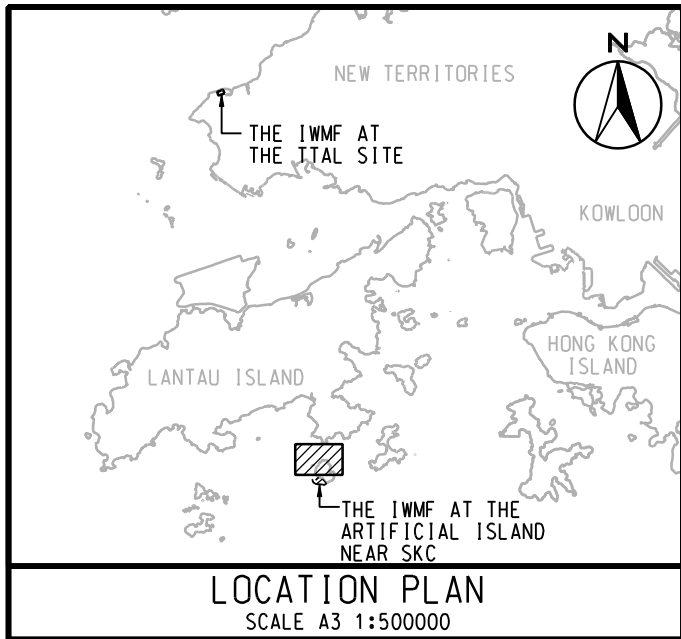 N
NEW TERRITORIES
THE IWMF AT
THE TTAL SITE
KOWLOON
HONG KONG
ISLAND
LANTAU ISLAND
THE IWMF AT THE
ARTIFICIAL ISLAND
NEAR SKC
LOCATION PLAN
SCALE A3 1:500000